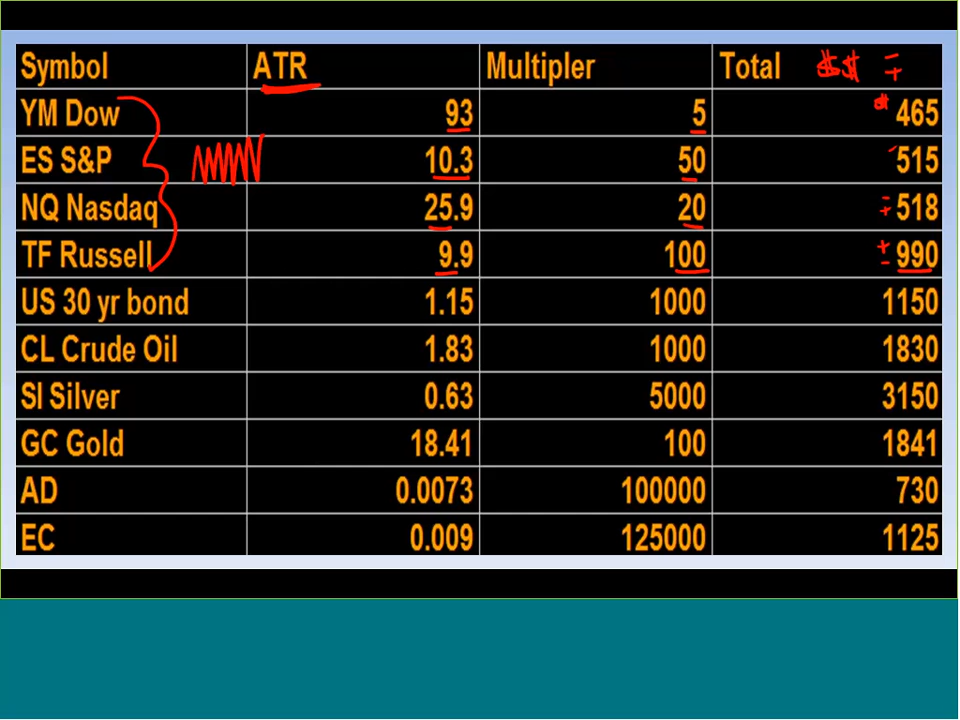 Symbol ATR Multipler Total $$ - +
YM Dow 93 5 $ 465
ES S&P 10.3 50 515
NQ Nasdaq 25.9 20 - + 518
TF Russell 9.9 100 + - 990
US 30 yr bond 1.15 1000 1150
CL Crude Oil 1.83 1000 1830
SI Silver 0.63 5000 3150
GC Gold 18.41 100 1841
AD 0.0073 100000 730
EC 0.009 125000 1125